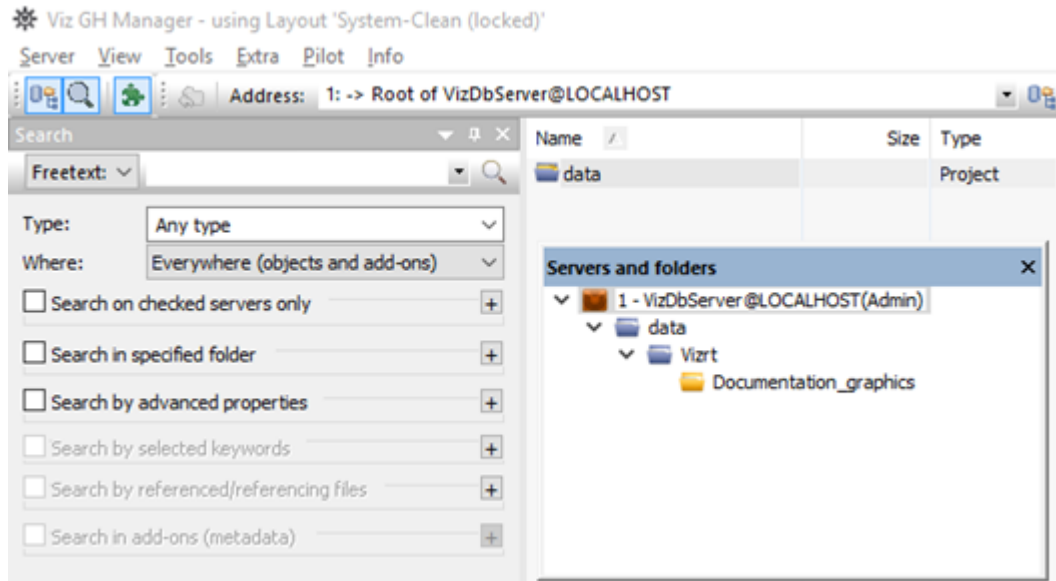 Viz GH Manager - using Layout 'System-Clean (locked)'
Server View Tools Extra Pilot Info
Address: 1: -> Root of VizDbServer@LOCALHOST
Search
Freetext:
Type: Any type
Where: Everywhere (objects and add-ons)
Search on checked servers only
Search in specified folder
Search by advanced properties
Search by selected keywords
Search by referenced/referencing files
Search in add-ons (metadata)
Name Size Type
data Project
Servers and folders
1 - VizDbServer@LOCALHOST(Admin)
data
Vizrt
Documentation_graphics